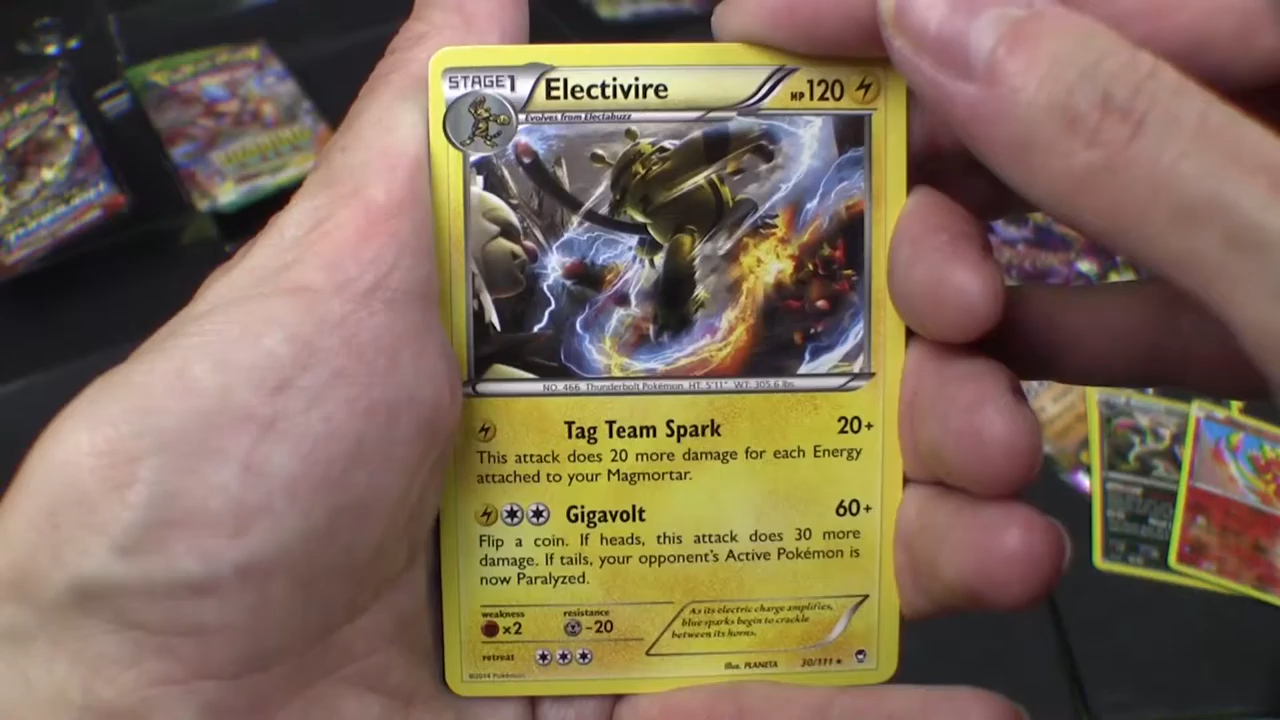 STAGE1
Electivire
HP120
Evolves from Electabuzz
NO. 466 Thunderbolt Pokémon HT: 5'11" WT: 305.6 lbs
Tag Team Spark 20+
This attack does 20 more damage for each Energy
attached to your Magmortar.
Gigavolt 60+
Flip a coin. If heads, this attack does 30 more
damage. If tails, your opponent's Active Pokémon is
now Paralyzed.
weakness resistance
×2 -20
As its electric charge amplifies,
blue sparks begin to crackle
between its horns.
retreat
Illus. PLANETA 30/111★
©2014 Pokémon